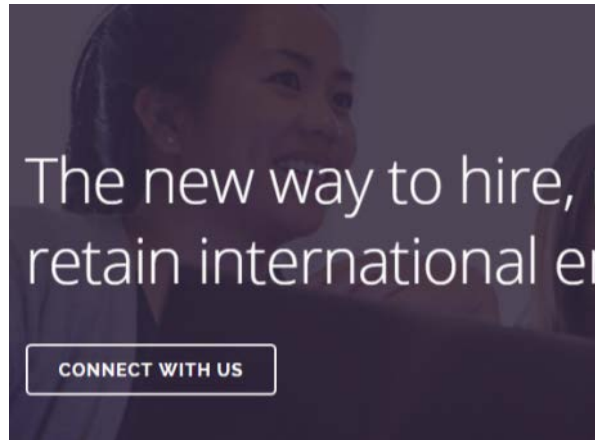 The new way to hire,
retain international e
CONNECT WITH US